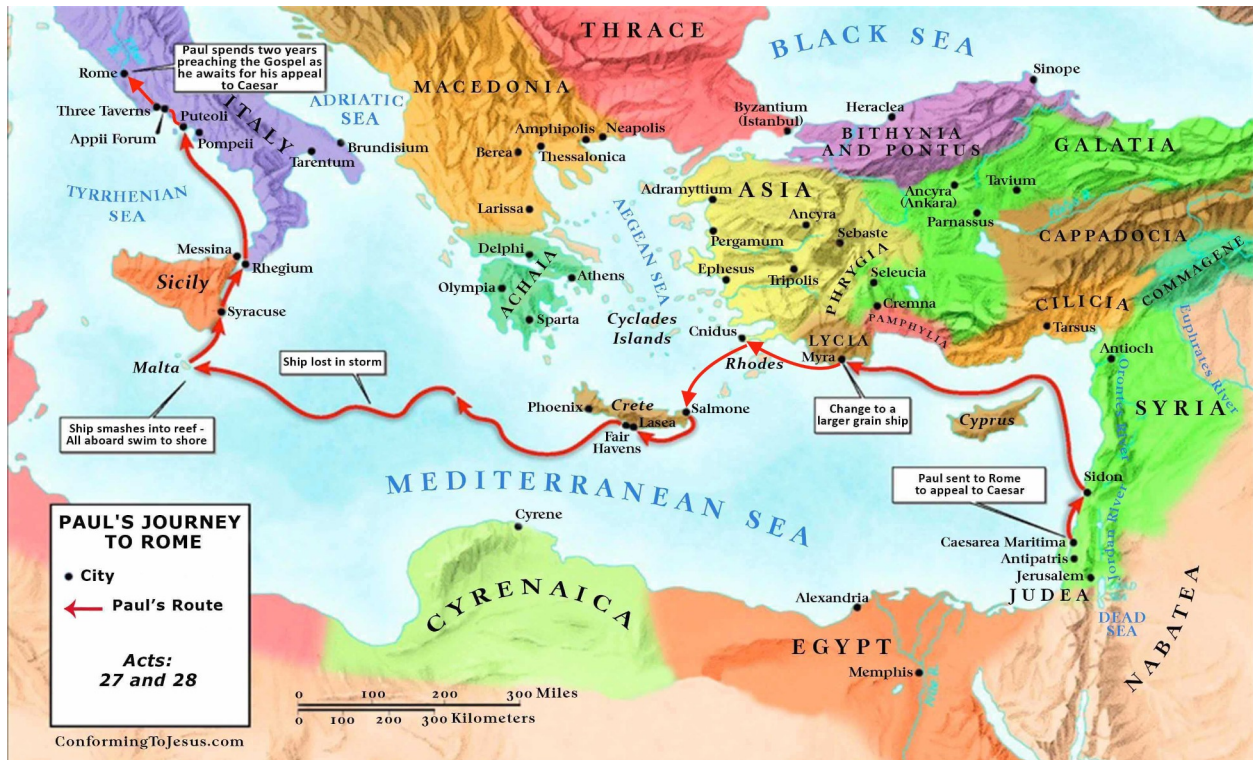 THRACE
BLACK SEA
MACEDONIA
ADRIATIC
SEA
ITALY
TYRRHENIAN
SEA
Paul spends two years
preaching the Gospel as
he awaits for his appeal
to Caesar
Rome
Three Taverns
Appii Forum
Puteoli
Pompeii
Tarentum
Brundisium
Amphipolis
Neapolis
Berea
Thessalonica
Larissa
Byzantium
(Istanbul)
Heraclea
Sinope
BITHYNIA
AND PONTUS
GALATIA
Adramyttium
ASIA
Ancyra
Ancyra
(Ankara)
Tavium
Parnassus
Pergamum
Sebaste
CAPPADOCIA
COMMAGENE
AEGEAN SEA
Ephesus
Tripolis
PHRYGIA
Seleucia
Cremna
PAMPHYLIA
CILICIA
Tarsus
Euphrates River
Delphi
ACHAIA
Athens
Olympia
Sparta
Cyclades
Islands
Cnidus
Rhodes
LYCIA
Myra
Antioch
Orontes River
SYRIA
Messina
Rhegium
Sicily
Syracuse
Malta
Ship lost in storm
Ship smashes into reef -
All aboard swim to shore
Phoenix
Crete
Lasea
Fair
Havens
Salmone
Change to a
larger grain ship
Cyprus
Sidon
Paul sent to Rome
to appeal to Caesar
MEDITERRANEAN SEA
Caesarea Maritima
Antipatris
Jerusalem
Jordan River
JUDEA
DEAD
SEA
NABATEA
Cyrene
CYRENAICA
Alexandria
EGYPT
Memphis
Nile R.
PAUL'S JOURNEY
TO ROME
City
Paul's Route
Acts:
27 and 28
0 100 200 300 Miles
0 100 200 300 Kilometers
ConformingToJesus.com